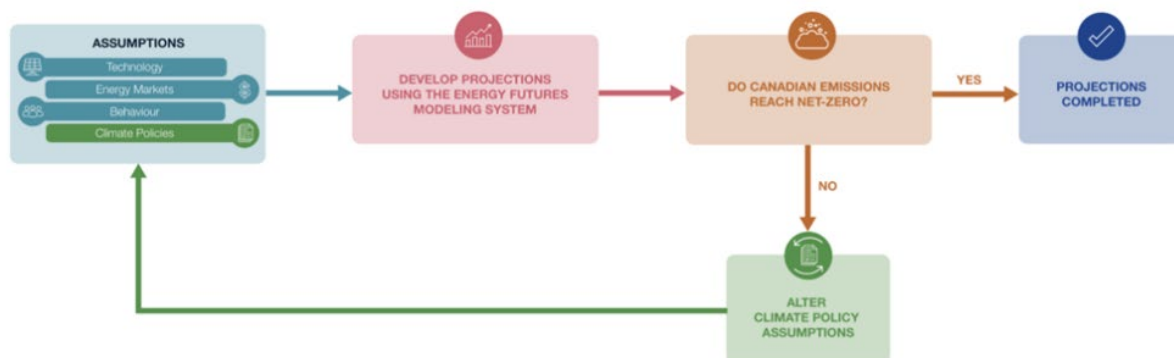 ASSUMPTIONS
Technology
Energy Markets
Behaviour
Climate Policies
DEVELOP PROJECTIONS
USING THE ENERGY FUTURES
MODELING SYSTEM
DO CANADIAN EMISSIONS
REACH NET-ZERO?
YES
PROJECTIONS
COMPLETED
NO
ALTER
CLIMATE POLICY
ASSUMPTIONS